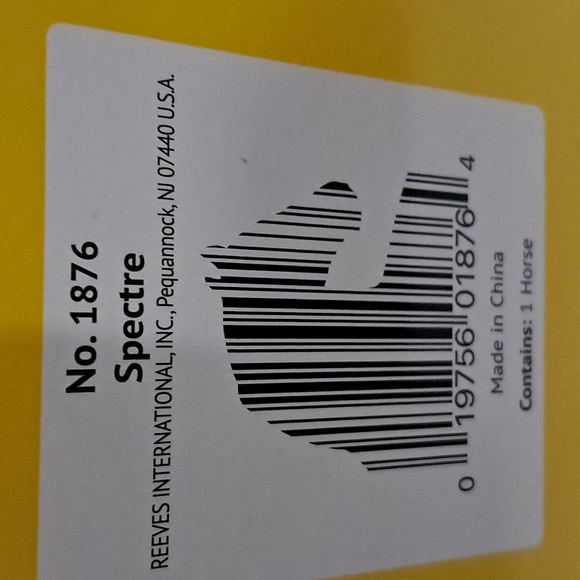 No. 1876
Spectre
REEVES INTERNATIONAL, INC., Pequannock, NJ 07440 U.S.A.
0 19756 01876 4
Made in China
Contains: 1 Horse